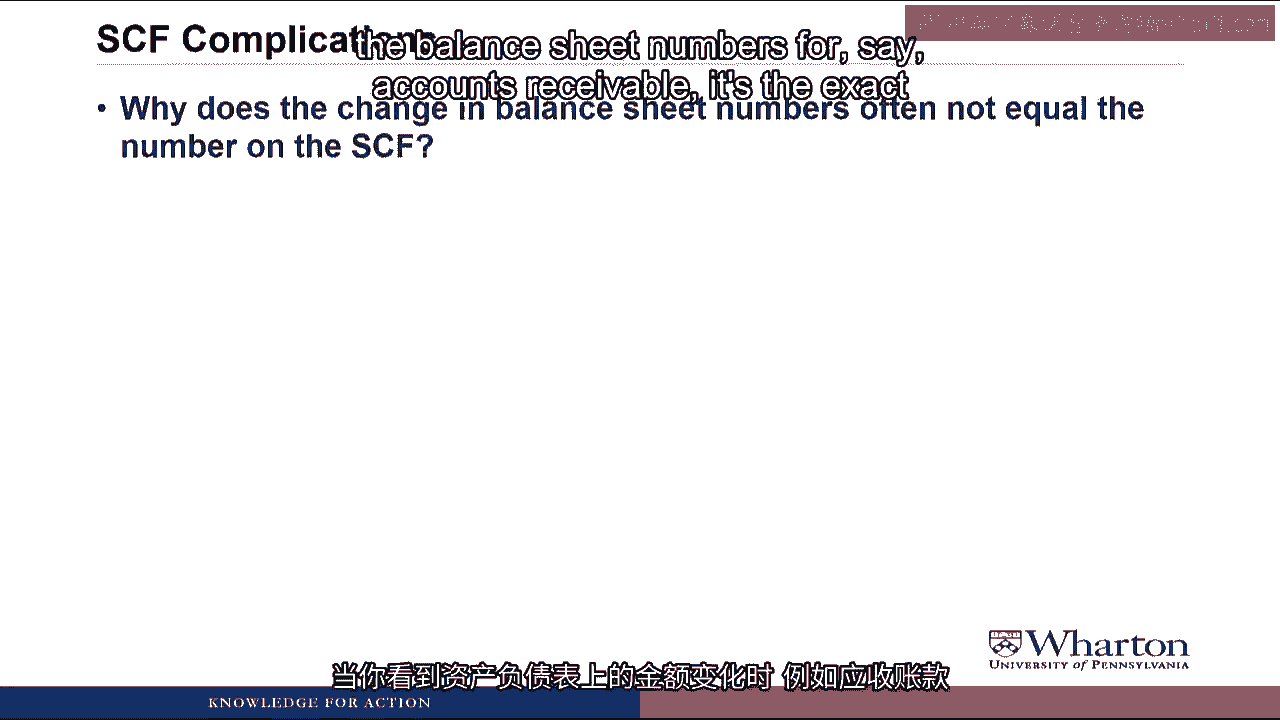 SCF Complications
the balance sheet numbers for, say,
accounts receivable, it's the exact
• Why does the change in balance sheet numbers often not equal the
number on the SCF?
当你看到资产负债表上的金额变化时 例如应收账款
Wharton
UNIVERSITY of PENNSYLVANIA
KNOWLEDGE FOR ACTION